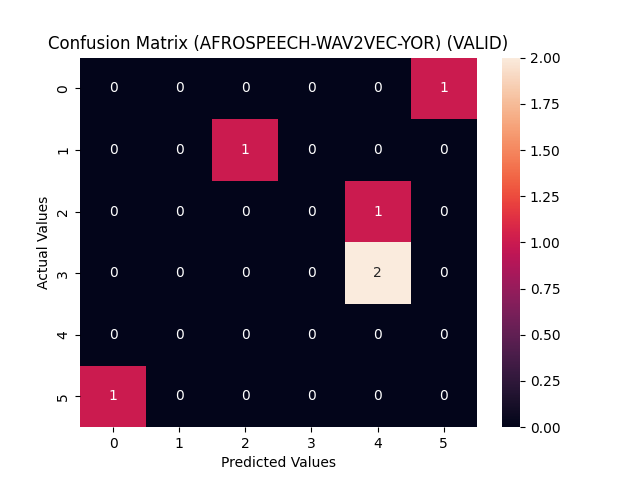 Confusion Matrix (AFROSPEECH-WAV2VEC-YOR) (VALID)
0 0 0 0 0 0 1
1 0 0 1 0 0 0
2 0 0 0 0 1 0
3 0 0 0 0 2 0
4 0 0 0 0 0 0
5 1 0 0 0 0 0
0 1 2 3 4 5
Predicted Values
Actual Values
2.00
1.75
1.50
1.25
1.00
0.75
0.50
0.25
0.00